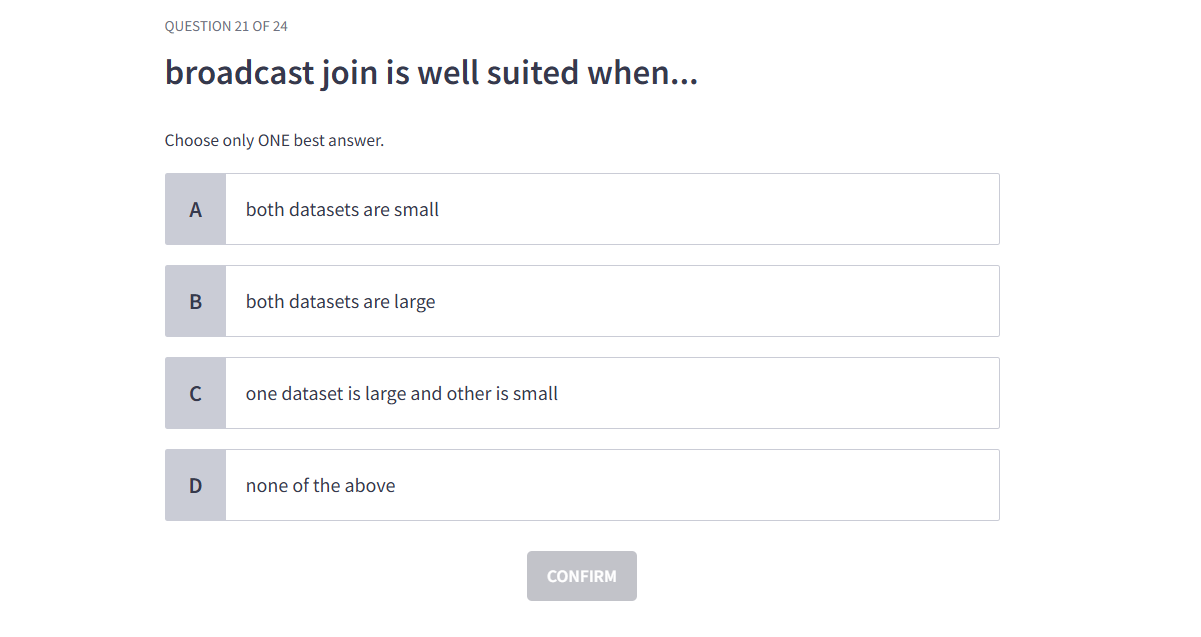 QUESTION 21 OF 24
broadcast join is well suited when...
Choose only ONE best answer.
A both datasets are small
B both datasets are large
C one dataset is large and other is small
D none of the above
CONFIRM